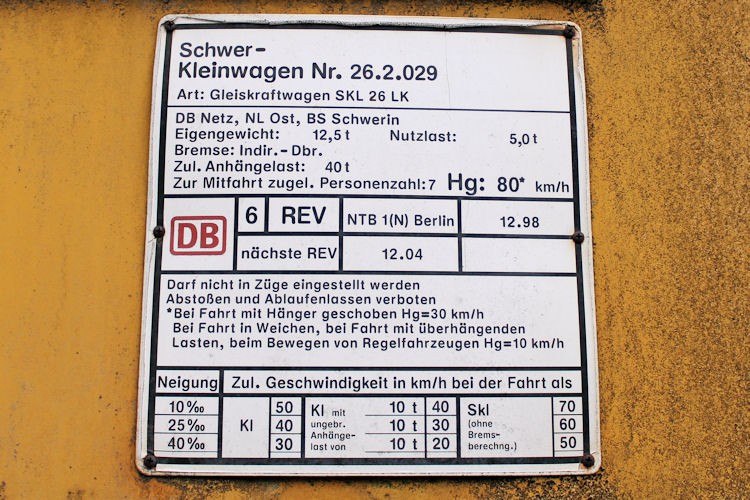 Schwer-
Kleinwagen Nr. 26.2.029
Art: Gleiskraftwagen SKL 26 LK
DB Netz, NL Ost, BS Schwerin
Eigengewicht: 12,5 t Nutzlast: 5,0 t
Bremse: Indir.- Dbr.
Zul. Anhängelast: 40 t
Zur Mitfahrt zugel. Personenzahl: 7 Hg: 80* km/h
DB 6 REV NTB 1(N) Berlin 12.98
nächste REV 12.04
Darf nicht in Züge eingestellt werden
Abstoßen und Ablaufenlassen verboten
*Bei Fahrt mit Hänger geschoben Hg=30 km/h
Bei Fahrt in Weichen, bei Fahrt mit überhängenden
Lasten, beim Bewegen von Regelfahrzeugen Hg=10 km/h
Neigung Zul. Geschwindigkeit in km/h bei der Fahrt als
10 ‰ Kl 50 Kl mit 10 t 40 Skl 70
25 ‰ 40 ungebr. 10 t 30 (ohne 60
Anhänge- Brems-
40 ‰ 30 last von 10 t 20 berechng.) 50